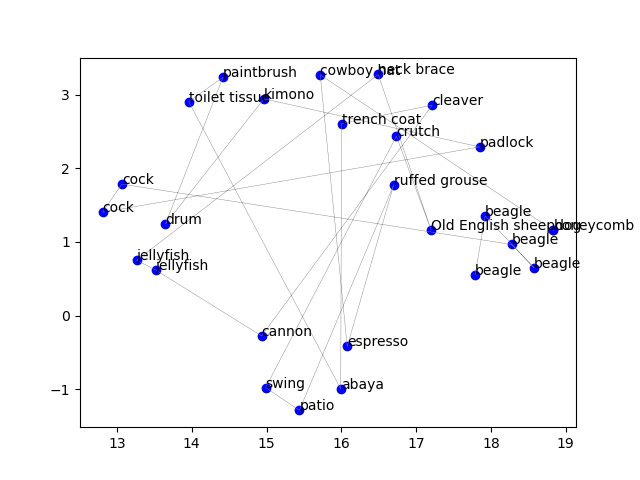 paintbrush
cowboy hat
neck brace
toilet tissue
kimono
cleaver
trench coat
crutch
padlock
cock
ruffed grouse
cock
drum
beagle
Old English sheepdog
honeycomb
beagle
jellyfish
jellyfish
beagle
beagle
cannon
espresso
swing
abaya
patio
3
2
1
0
−1
13 14 15 16 17 18 19